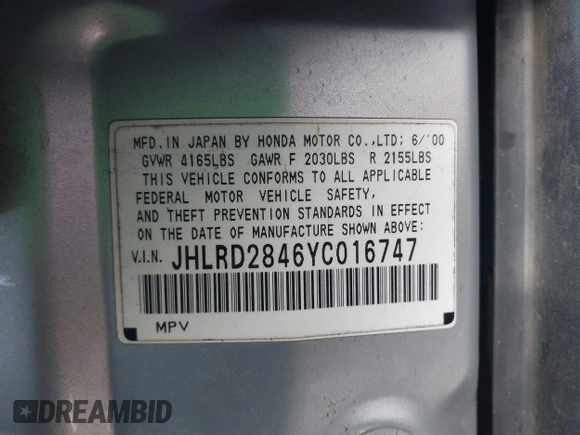 MFD.IN JAPAN BY HONDA MOTOR CO.,LTD; 6/'00
GVWR 4165LBS GAWR F 2030LBS R 2155LBS
THIS VEHICLE CONFORMS TO ALL APPLICABLE
FEDERAL MOTOR VEHICLE SAFETY,
AND THEFT PREVENTION STANDARDS IN EFFECT
ON THE DATE OF MANUFACTURE SHOWN ABOVE:
V.I.N. JHLRD2846YC016747
MPV
DREAMBID